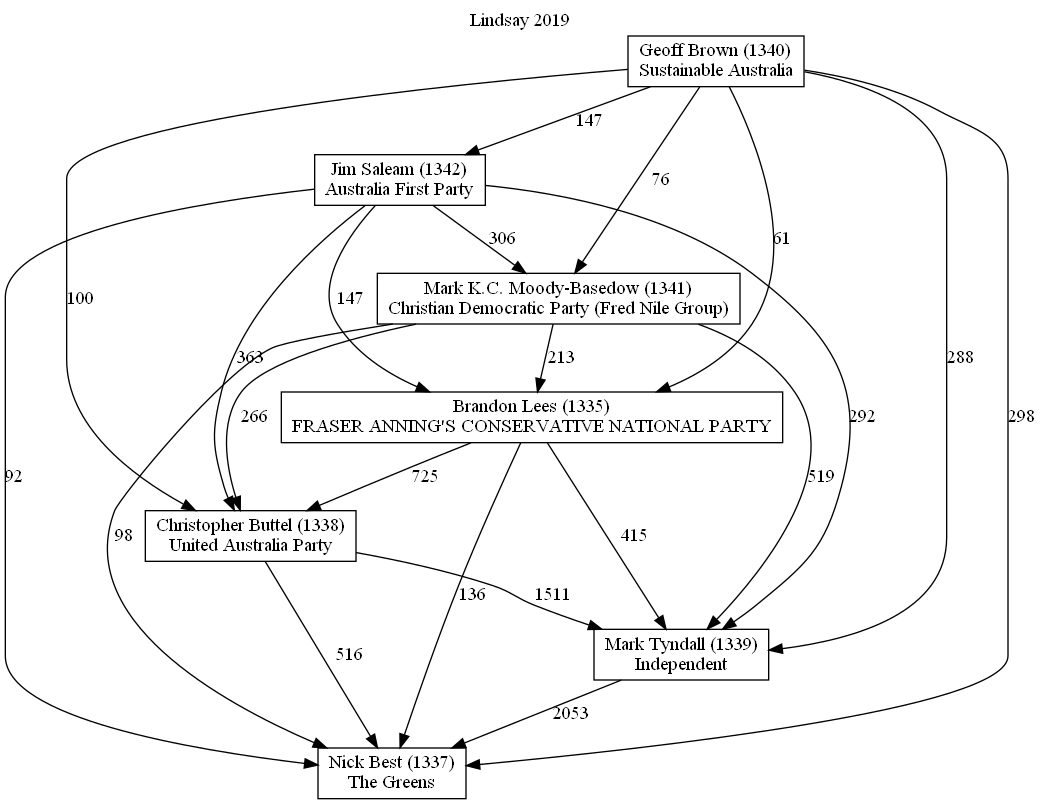 Lindsay 2019
Geoff Brown (1340)
Sustainable Australia
147
Jim Saleam (1342)
Australia First Party
76
61
306
Mark K.C. Moody-Basedow (1341)
Christian Democratic Party (Fred Nile Group)
100
147
363
213
288
Brandon Lees (1335)
FRASER ANNING'S CONSERVATIVE NATIONAL PARTY
266
292
298
92
725
519
Christopher Buttel (1338)
United Australia Party
98
415
136
1511
Mark Tyndall (1339)
Independent
516
2053
Nick Best (1337)
The Greens